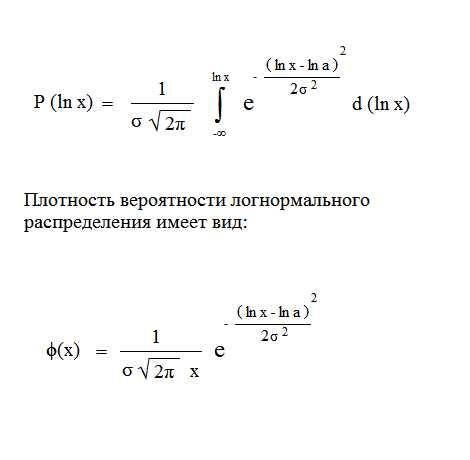 P (ln x) = 1 / σ √2π ∫ -∞ ln x e - (ln x - ln a)² / 2σ² d (ln x)
Плотность вероятности логнормального
распределения имеет вид:
ϕ(x) = 1 / σ √2π x e - (ln x - ln a)² / 2σ²